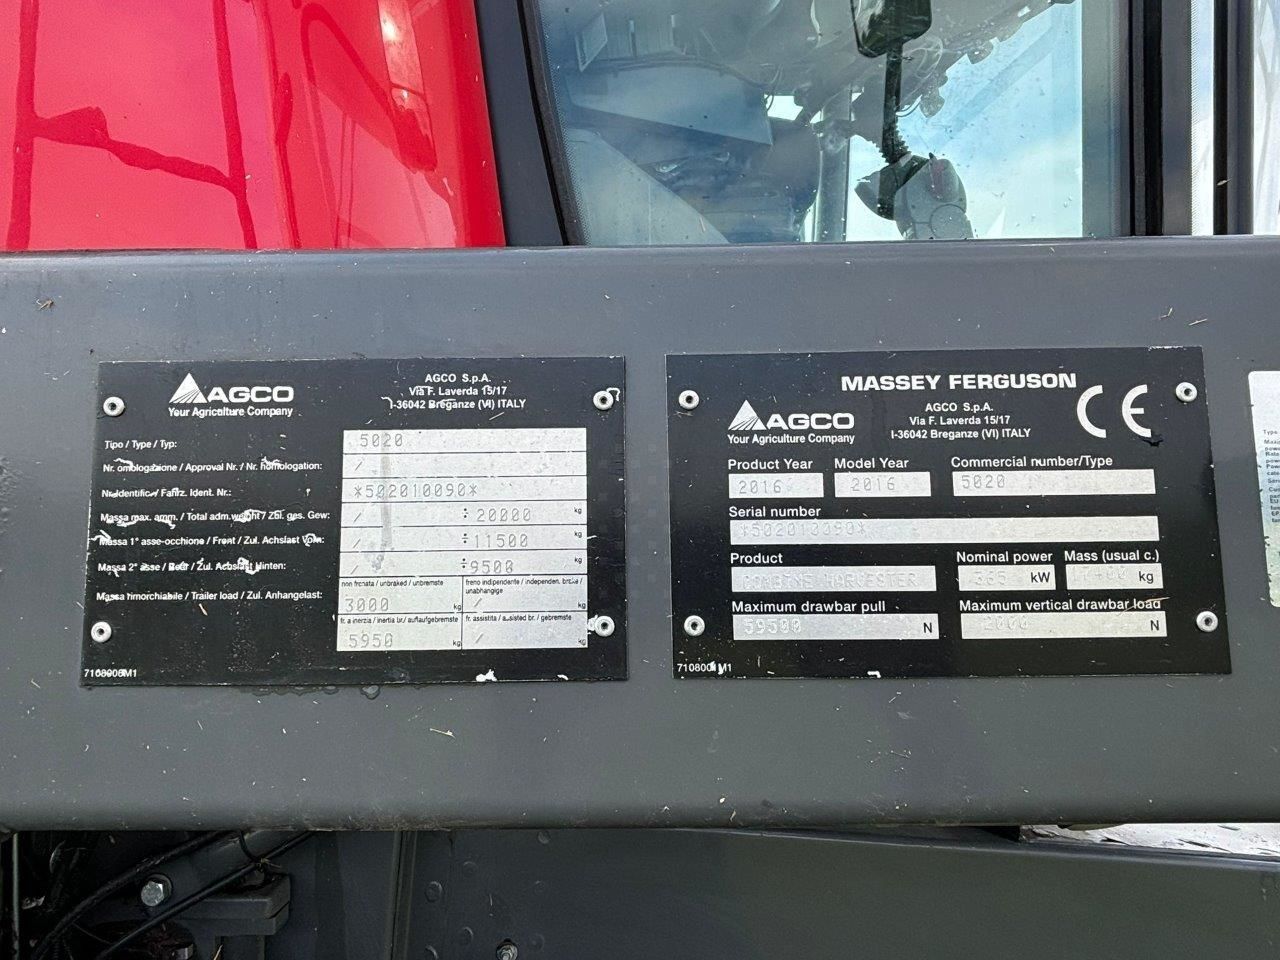 AGCO
Your Agriculture Company
AGCO S.p.A.
Via F. Laverda 15/17
I-36042 Breganze (VI) ITALY
Tipo / Type / Typ: 5020
Nr. omologazione / Approval Nr. / Nr. homologation: /
Nr. identific. / Fahrz. Ident. Nr.: *502010090*
Massa max. amm. / Total adm. weight / Zul. ges. Gew: / ÷ 20000 kg
Massa 1° asse-occhione / Front / Zul. Achslast Vorn: / ÷ 11500 kg
Massa 2° asse / Rear / Zul. Achslast Hinten: / ÷ 9500 kg
Massa rimorchiabile / Trailer load / Zul. Anhangelast:
non frenata / unbraked / unbremste
3000 kg
freno indipendente / independen. brake / unabhangige
/ kg
fr. a inerzia / inertia br./ auflaufgebremste
5950 kg
fr. assistita / assisted br. / gebremste
/ kg
MASSEY FERGUSON
AGCO
Your Agriculture Company
AGCO S.p.A.
Via F. Laverda 15/17
I-36042 Breganze (VI) ITALY
CE
Product Year Model Year Commercial number/Type
2016 2016 5020
Serial number
*502010090*
Product Nominal power Mass (usual c.)
COMBINE HARVESTER 365 kW kg
Maximum drawbar pull Maximum vertical drawbar load
59500 N 2000 N